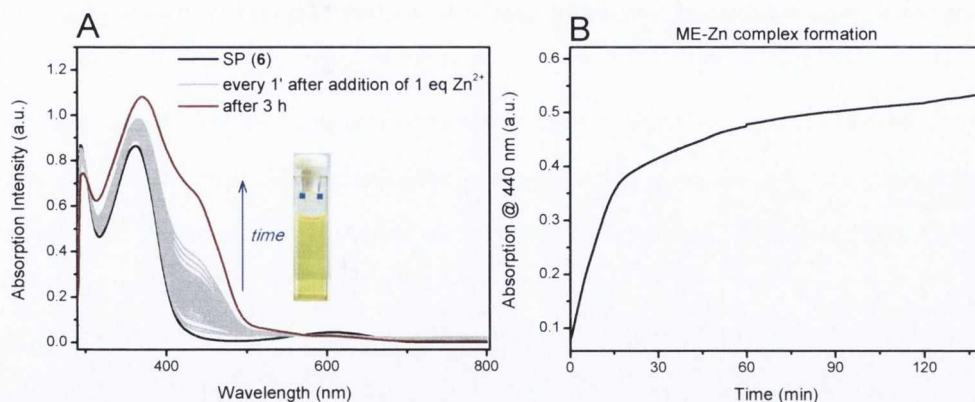 A
SP (6)
every 1' after addition of 1 eq Zn2+
after 3 h
time
Absorption Intensity (a.u.)
1.2
1.0
0.8
0.6
0.4
0.2
0.0
400
600
800
Wavelength (nm)
B
ME-Zn complex formation
Absorption @ 440 nm (a.u.)
0.6
0.5
0.4
0.3
0.2
0.1
0
30
60
90
120
Time (min)